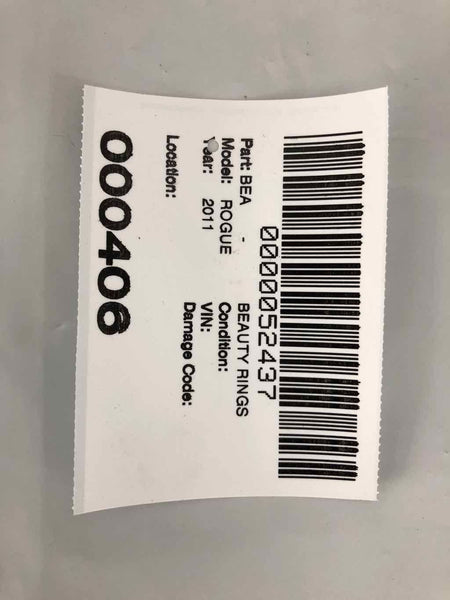 0000052437
Part: BEA - BEAUTY RINGS
Model: ROGUE Condition:
Year: 2011 VIN:
Damage Code:
Location:
000406